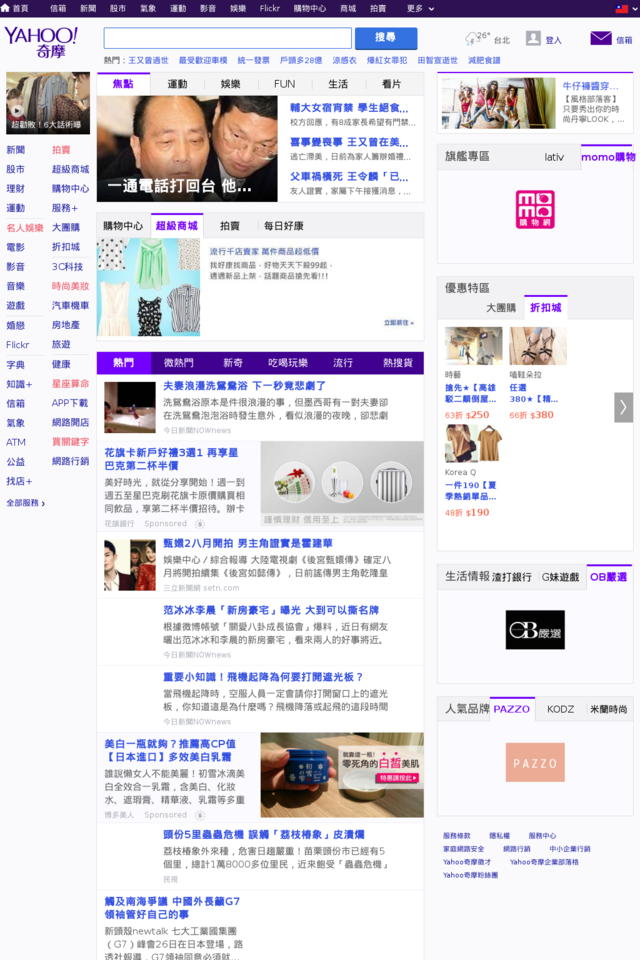 首頁 信箱 新聞 股市 氣象 運動 影音 娛樂 Flickr 購物中心 商城 拍賣 更多
YAHOO!
奇摩
搜尋
26° 台北
登入
信箱
熱門：王又曾過世 最受歡迎車模 統一發票 戶頭多28億 涼感衣 爆紅女罪犯 田智宣逝世 減肥食譜
超勸敗！6大話術曝
新聞 拍賣
股市 超級商城
理財 購物中心
運動 服務+
名人娛樂 大團購
電影 折扣城
影音 3C科技
音樂 時尚美妝
遊戲 汽車機車
婚戀 房地產
Flickr 旅遊
字典 健康
知識+ 星座算命
信箱 APP下載
氣象 網路開店
ATM 買關鍵字
公益 網路行銷
找店+
全部服務 ›
焦點 運動 娛樂 FUN 生活 看片
一通電話打回台 他…
輔大女宿宵禁 學生絕食…
校方回應，有8成家長希望有門禁…
喜事變喪事 王又曾在美…
逃亡滯美，日前為家人籌辦婚禮…
父車禍橫死 王令麟「已…
友人證實，家屬下午接獲消息，…
購物中心 超級商城 拍賣 每日好康
流行千店賣家 萬件商品超低價
找好康找商品，好物天天下殺99起，
週週新品上架，話題商品搶先看!!!
立即前往 »
熱門 微熱門 新奇 吃喝玩樂 流行 熱搜貨
夫妻浪漫洗鴛鴦浴 下一秒竟悲劇了
洗鴛鴦浴原本是件很浪漫的事，但墨西哥有一對夫妻卻
在洗鴛鴦泡泡浴時發生意外，看似浪漫的夜晚，卻悲劇
今日新聞NOWnews
花旗卡新戶好禮3選1 再享星
巴克第二杯半價
美好時光，就從分享開始！週一到
週五至星巴克刷花旗卡原價購買相
同飲品，享第二杯半價招待。辦卡
花旗銀行 Sponsored
謹慎理財 信用至上
甄嬛2八月開拍 男主角證實是霍建華
娛樂中心／綜合報導 大陸電視劇《後宮甄嬛傳》確定八
月將開拍續集《後宮如懿傳》，日前謠傳男主角乾隆皇
三立新聞網 setn.com
范冰冰李晨「新房豪宅」曝光 大到可以撕名牌
根據微博帳號「關愛八卦成長協會」爆料，近日有網友
曬出范冰冰和李晨的新房豪宅，看來兩人的好事將近。
今日新聞NOWnews
重要小知識！飛機起降為何要打開遮光板？
當飛機起降時，空服人員一定會請你打開窗口上的遮光
板，你知道這是為什麼嗎？飛機降落或起飛的這段時間
今日新聞NOWnews
美白一瓶就夠？推薦高CP值
【日本進口】多效美白乳霜
誰說懶女人不能美麗！初雪冰滴美
白全效合一乳霜，含美白、化妝
水、遮瑕膏、精華液、乳霜等多重
博多美人 Sponsored
就靠這一瓶！
零死角的白皙美肌
特惠請按此
頭份5里蟲蟲危機 誤觸「荔枝椿象」皮潰爛
荔枝椿象外來種，危害日趨嚴重！苗栗頭份市已經有5
個里，總計1萬8000多位里民，近來飽受「蟲蟲危機」
民視
觸及南海爭議 中國外長籲G7
領袖管好自己的事
新頭殼newtalk 七大工業國集團
（G7）峰會26日在日本登場，路
透社報導，G7領袖同意必須就…
牛仔褲醬穿…
【風格部落客】
只要秀出你的時
尚丹寧LOOK，…
旗艦專區 lativ momo購物
momo
購物網
優惠特區
大團購 折扣城
時藝
搶先★【高雄
駁二額倒屋…
63折 $250
嗑鞋朵拉
任選
380★【精…
66折 $380
Korea Q
一件190【夏
季熱銷單品…
48折 $190
生活情報 渣打銀行 G妹遊戲 OB嚴選
OB嚴選
人氣品牌 PAZZO KODZ 米蘭時尚
PAZZO
服務條款 隱私權 服務中心
家庭網路安全 網路行銷 中小企業行銷
Yahoo奇摩徵才 Yahoo奇摩企業部落格
Yahoo奇摩粉絲團